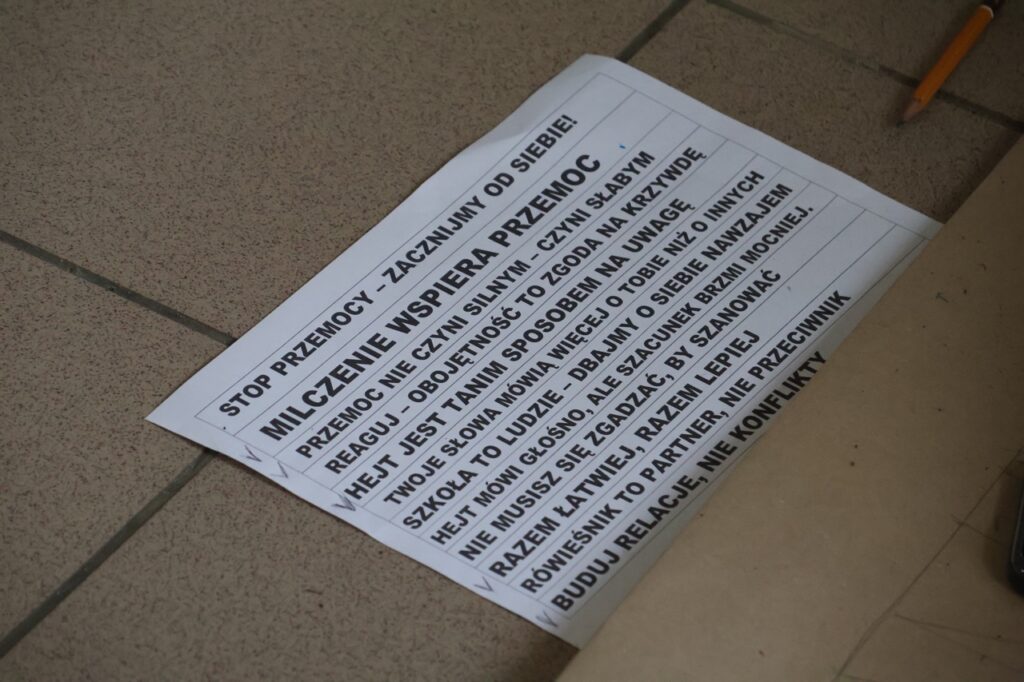 STOP PRZEMOCY – ZACZNIJMY OD SIEBIE!
MILCZENIE WSPIERA PRZEMOC
PRZEMOC NIE CZYNI SILNYM – CZYNI SŁABYM
REAGUJ – OBOJĘTNOŚĆ TO ZGODA NA KRZYWDĘ
HEJT JEST TANIM SPOSOBEM NA UWAGĘ
TWOJE SŁOWA MÓWIĄ WIĘCEJ O TOBIE NIŻ O INNYCH
SZKOŁA TO LUDZIE – DBAJMY O SIEBIE NAWZAJEM
HEJT MÓWI GŁOŚNO, ALE SZACUNEK BRZMI MOCNIEJ.
NIE MUSISZ SIĘ ZGADZAĆ, BY SZANOWAĆ
RAZEM ŁATWIEJ, RAZEM LEPIEJ
RÓWIEŚNIK TO PARTNER, NIE PRZECIWNIK
BUDUJ RELACJE, NIE KONFLIKTY